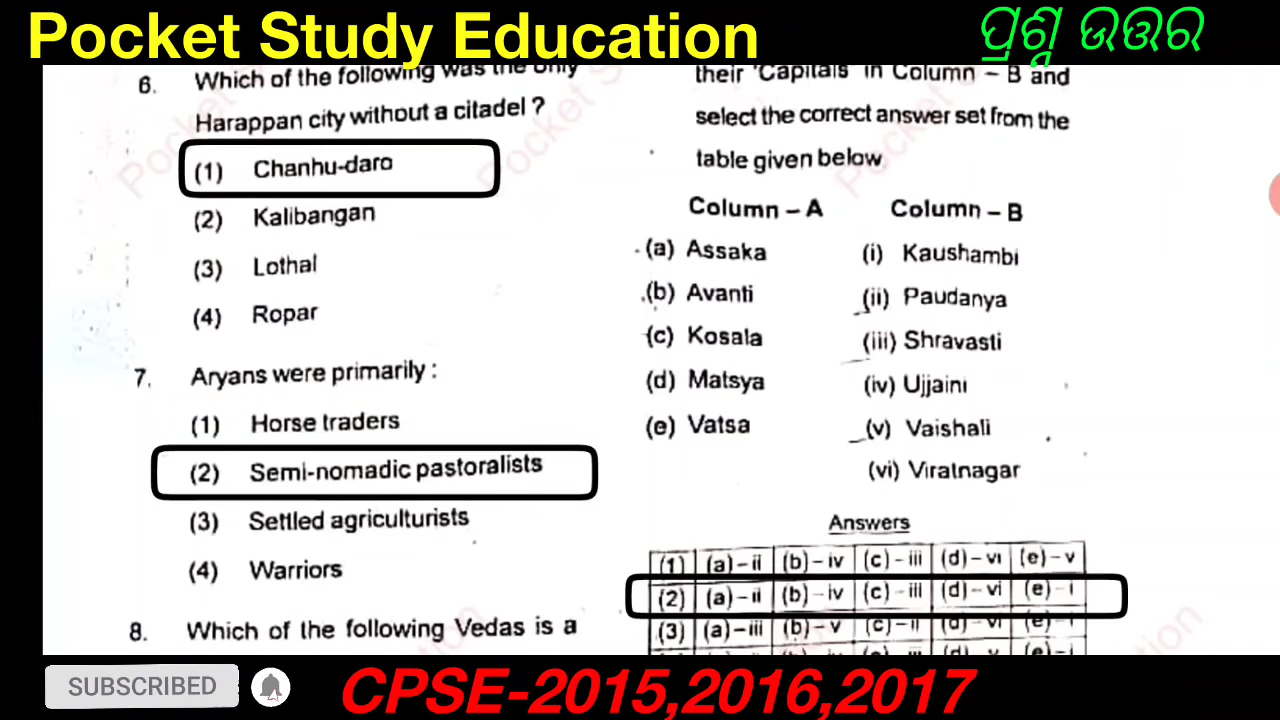 Pocket Study Education
ପ୍ରଶ୍ନ ଉତ୍ତର
6. Which of the following was the only
Harappan city without a citadel ?
(1) Chanhu-daro
(2) Kalibangan
(3) Lothal
(4) Ropar
7. Aryans were primarily :
(1) Horse traders
(2) Semi-nomadic pastoralists
(3) Settled agriculturists
(4) Warriors
8. Which of the following Vedas is a
their 'Capitals' in Column – B and
select the correct answer set from the
table given below
Column – A Column – B
(a) Assaka (i) Kaushambi
(b) Avanti (ii) Paudanya
(c) Kosala (iii) Shravasti
(d) Matsya (iv) Ujjaini
(e) Vatsa (v) Vaishali
(vi) Viratnagar
Answers
(1) (a)–ii (b)–iv (c)–iii (d)–vi (e)–v
(2) (a)–ii (b)–iv (c)–iii (d)–vi (e)–i
(3) (a)–iii (b)–v (c)–ii (d)–vi (e)–i
SUBSCRIBED
CPSE-2015,2016,2017